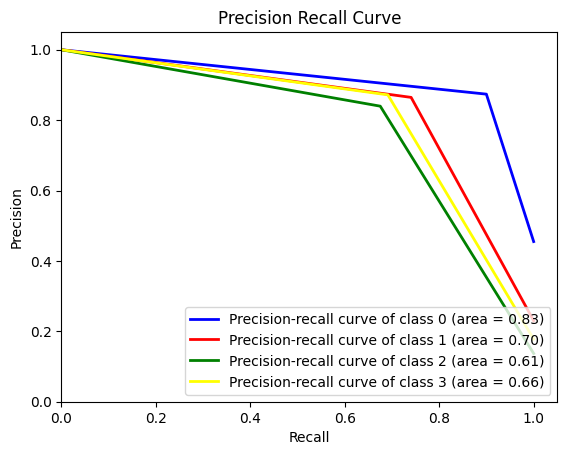 Precision Recall Curve
1.0
0.8
0.6
0.4
0.2
0.0
Precision
Precision-recall curve of class 0 (area = 0.83)
Precision-recall curve of class 1 (area = 0.70)
Precision-recall curve of class 2 (area = 0.61)
Precision-recall curve of class 3 (area = 0.66)
0.0 0.2 0.4 0.6 0.8 1.0
Recall